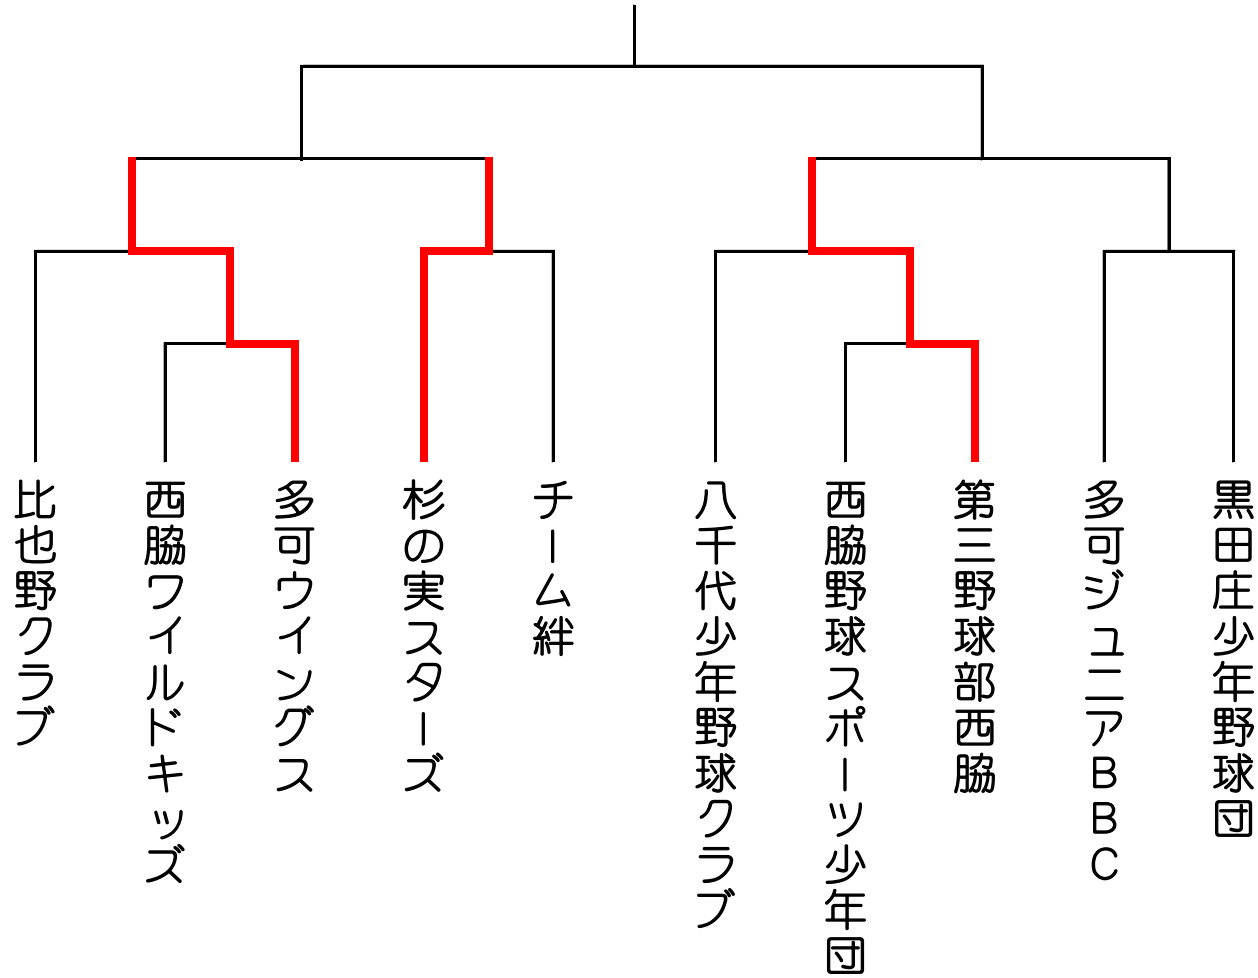 比也野クラブ
西脇ワイルドキッズ
多可ウイングス
杉の実スターズ
チーム絆
八千代少年野球クラブ
西脇野球スポーツ少年団
第三野球部西脇
多可ジュニアＢＢＣ
黒田庄少年野球団